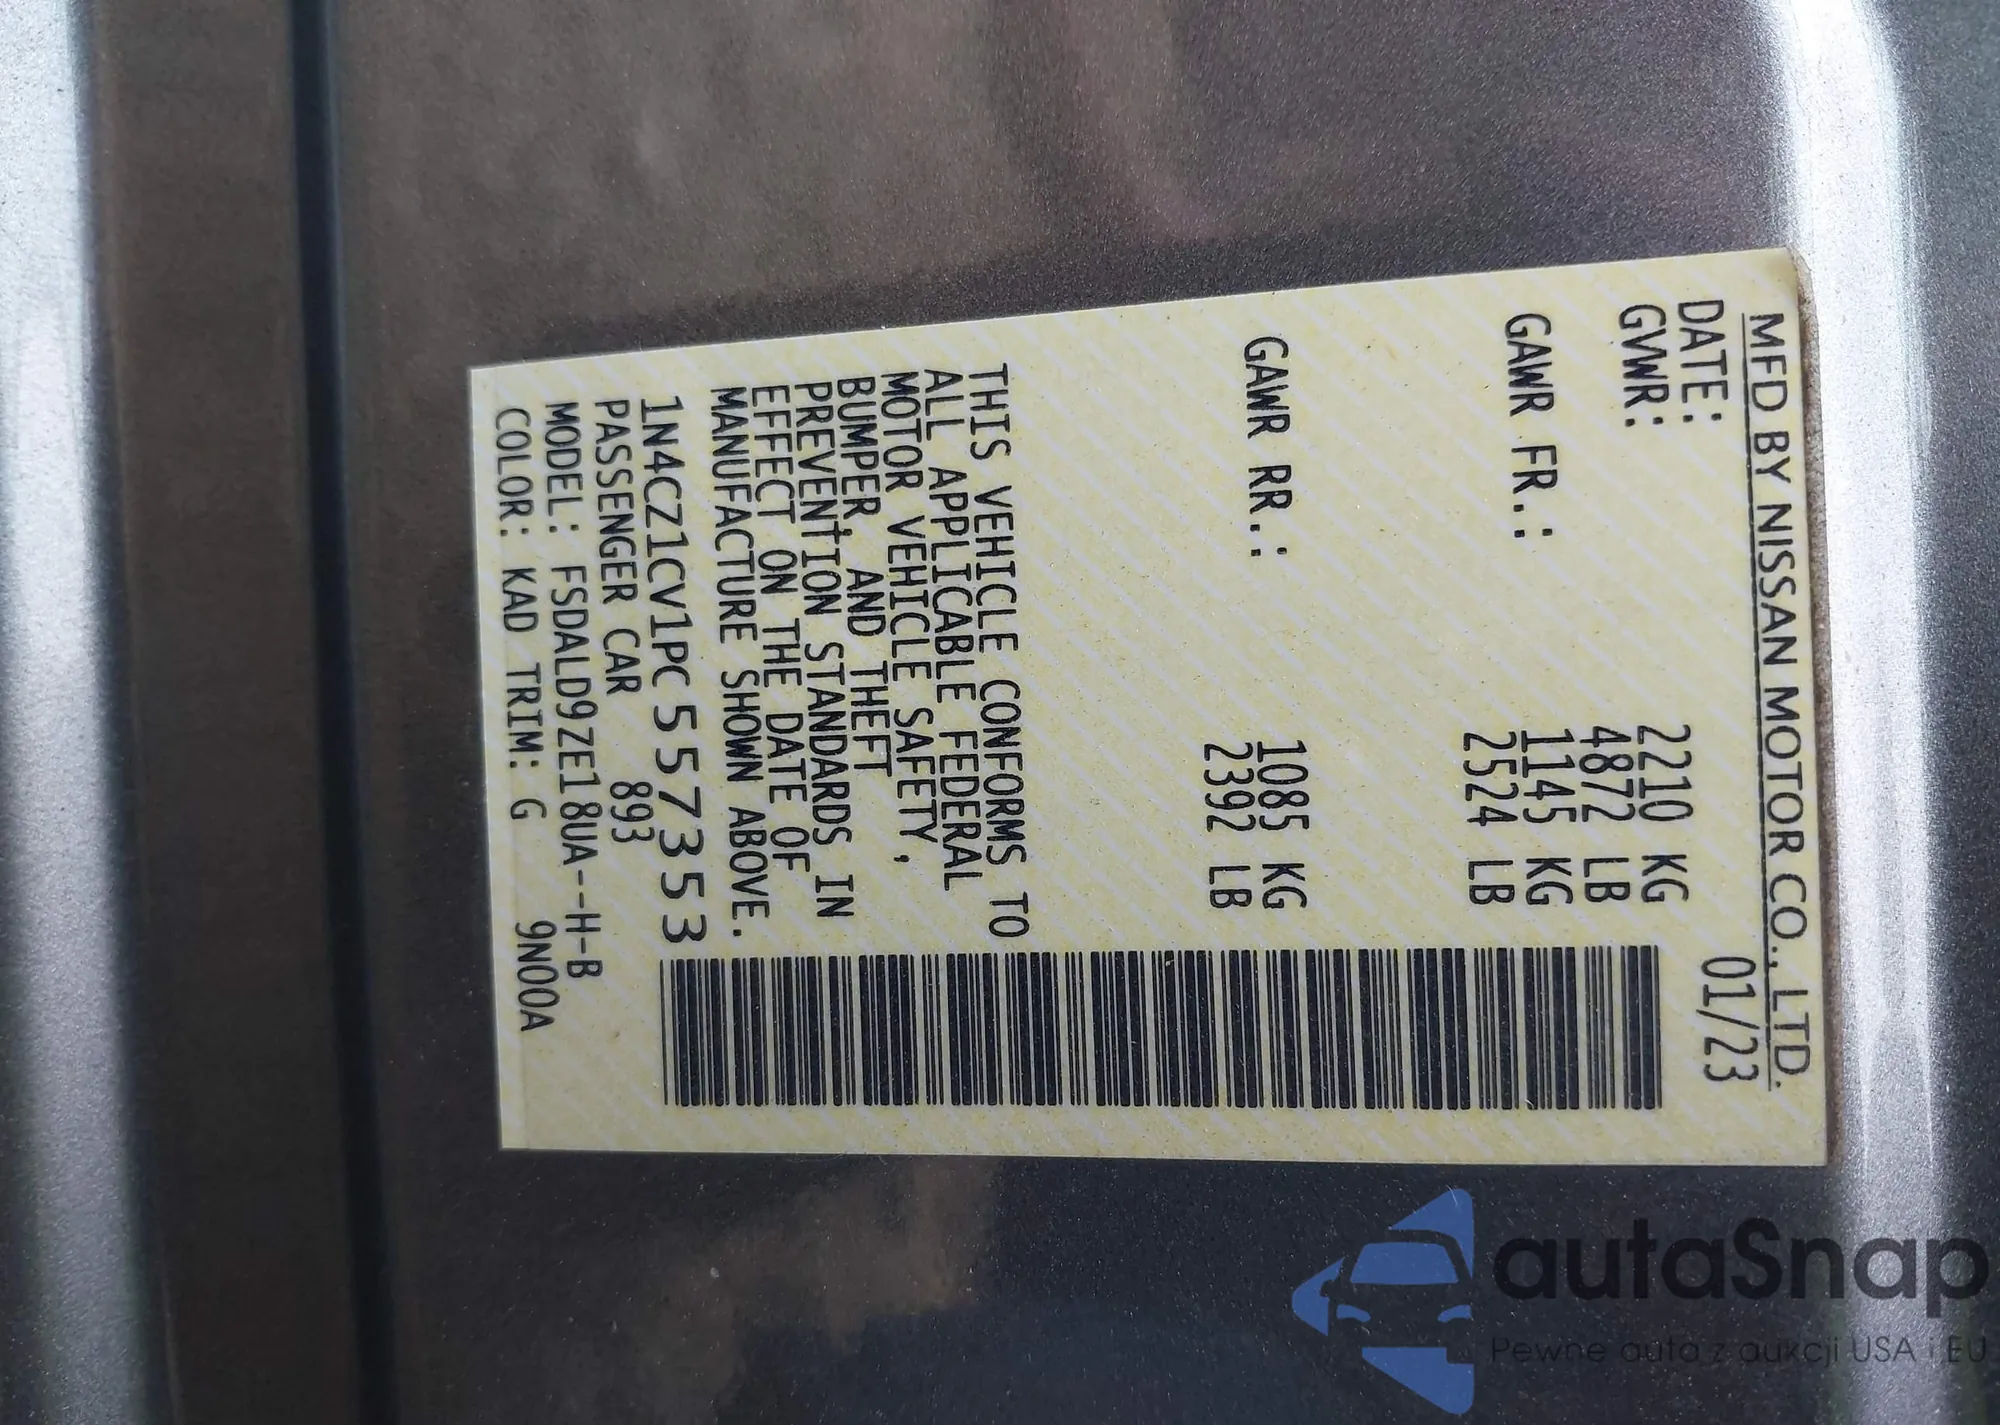 MFD BY NISSAN MOTOR CO., LTD.
DATE: 01/23
GVWR: 2210 KG
4872 LB
GAWR FR.: 1145 KG
2524 LB
GAWR RR.: 1085 KG
2392 LB
THIS VEHICLE CONFORMS TO
ALL APPLICABLE FEDERAL
MOTOR VEHICLE SAFETY,
BUMPER, AND THEFT
PREVENTION STANDARDS IN
EFFECT ON THE DATE OF
MANUFACTURE SHOWN ABOVE.
1N4CZ1CV1PC557353
PASSENGER CAR 893
MODEL: FSDALD9ZE18UA--H-B
COLOR: KAD TRIM: G 9N00A
autaSnap
Pewne auta z aukcji USA i EU